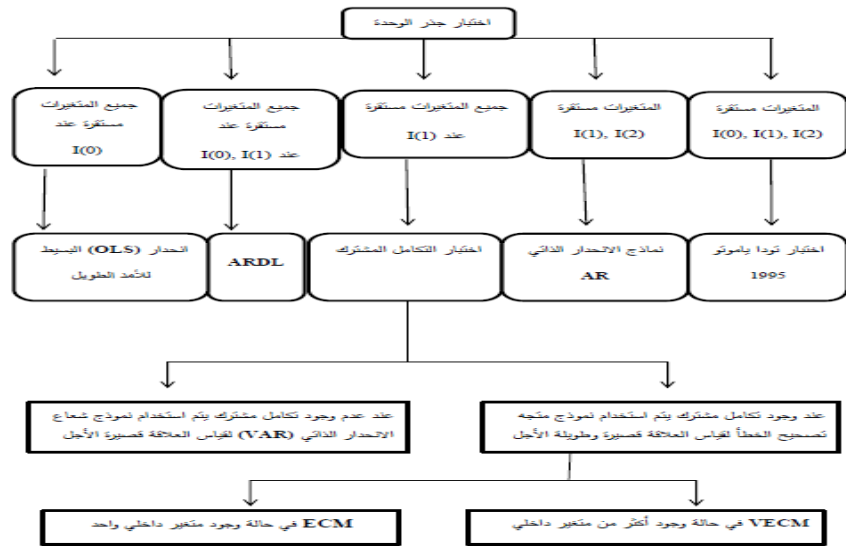 اختبار جذر الوحدة
جميع المتغيرات
مستقرة عند
I(0)
جميع المتغيرات
مستقرة عند
عند I(0), I(1)
جميع المتغيرات مستقرة
عند I(1)
المتغيرات مستقرة
I(1), I(2)
المتغيرات مستقرة
I(0), I(1), I(2)
انحدار (OLS) البسيط
للأمد الطويل
ARDL
اختبار التكامل المشترك
نماذج الانحدار الذاتي
AR
اختبار تودا ياموتو
1995
عند عدم وجود تكامل مشترك يتم استخدام نموذج شعاع
الانحدار الذاتي (VAR) لقياس العلاقة قصيرة الأجل
عند وجود تكامل مشترك يتم استخدام نموذج متجه
تصحيح الخطأ لقياس العلاقة قصيرة وطويلة الأجل
ECM في حالة وجود متغير داخلي واحد
VECM في حالة وجود أكثر من متغير داخلي